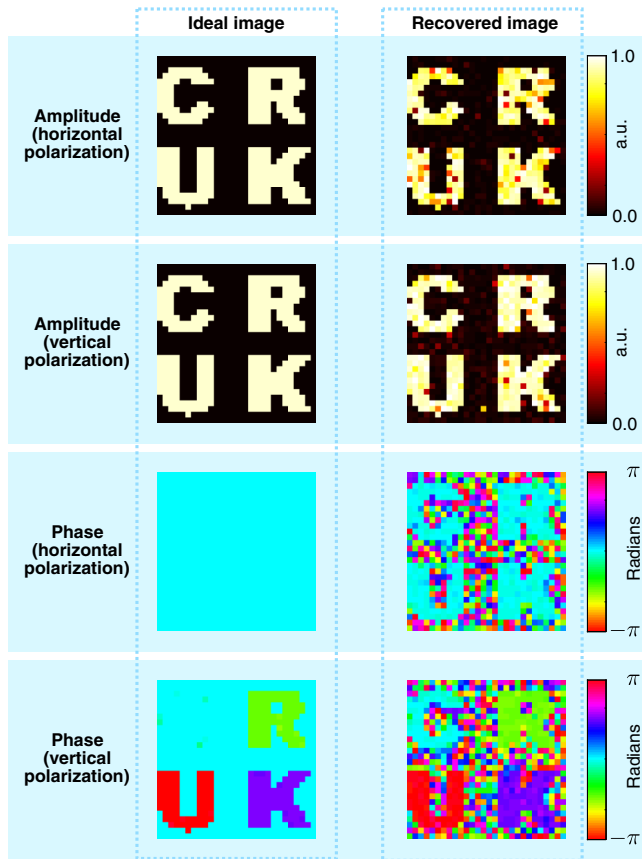 Ideal image
Recovered image
Amplitude
(horizontal
polarization)
C R
U K
C R
U K
1.0
a.u.
0.0
Amplitude
(vertical
polarization)
C R
U K
C R
U K
1.0
a.u.
0.0
Phase
(horizontal
polarization)
C R
U K
π
Radians
−π
Phase
(vertical
polarization)
R
U K
C R
U K
π
Radians
−π